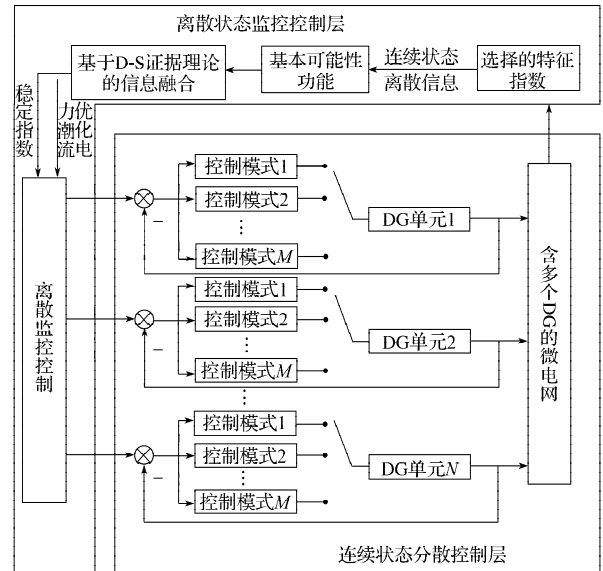 离散状态监控控制层
基于D-S证据理论
的信息融合
基本可能性
功能
连续状态
离散信息
选择的特征
指数
稳定指数
优化电
力潮流
控制模式1
控制模式2
⋮
控制模式M
DG单元1
−
控制模式1
控制模式2
⋮
控制模式M
DG单元2
−
⋮
⋮
控制模式1
控制模式2
⋮
控制模式M
DG单元N
−
离散监控控制
含多个DG的微电网
连续状态分散控制层